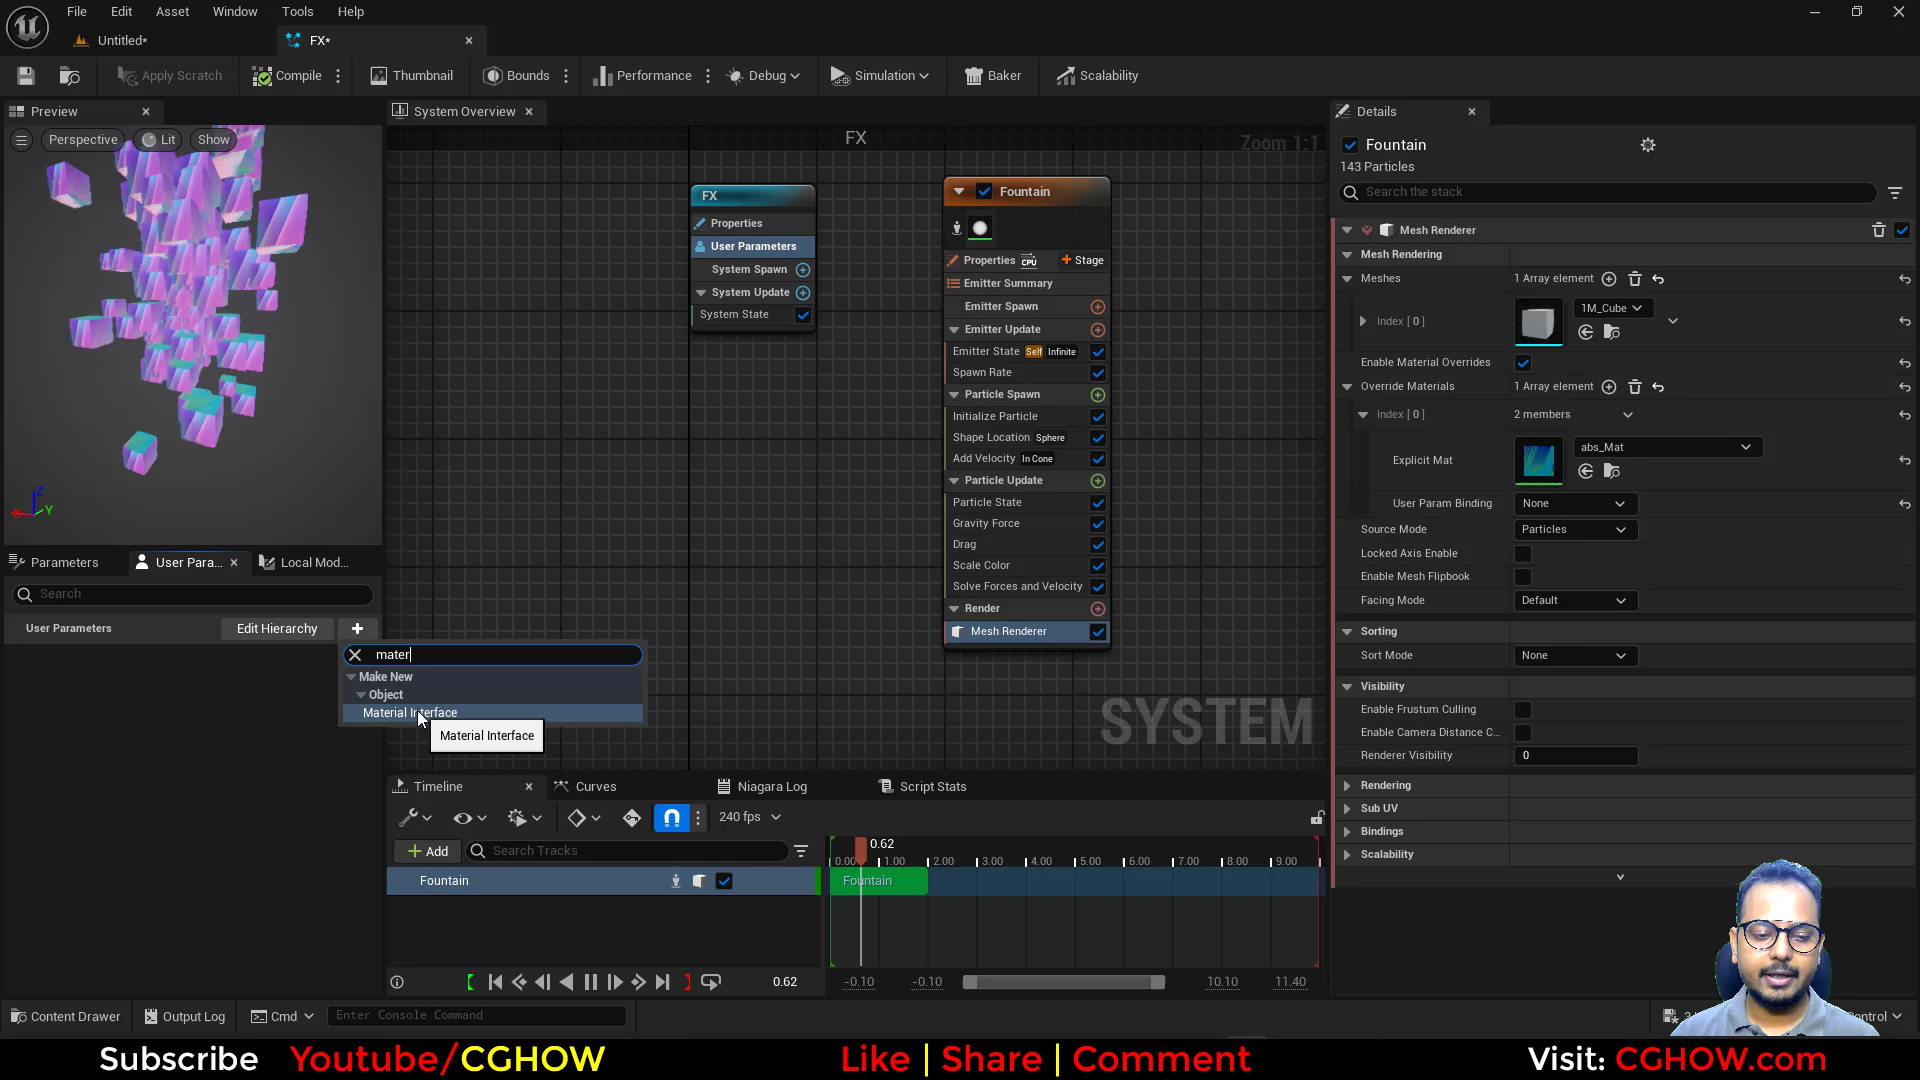 File Edit Asset Window Tools Help
Untitled* FX*
Apply Scratch Compile Thumbnail Bounds Performance Debug Simulation Baker Scalability
Preview
Perspective Lit Show
X Y Z
Parameters User Para... Local Mod...
Search
User Parameters Edit Hierarchy
mater
Make New
Object
Material Interface
Material Interface
System Overview
FX
Zoom 1:1
FX
Properties
User Parameters
System Spawn
System Update
System State
Fountain
Properties CPU Stage
Emitter Summary
Emitter Spawn
Emitter Update
Emitter State Self Infinite
Spawn Rate
Particle Spawn
Initialize Particle
Shape Location Sphere
Add Velocity In Cone
Particle Update
Particle State
Gravity Force
Drag
Scale Color
Solve Forces and Velocity
Render
Mesh Renderer
SYSTEM
Timeline Curves Niagara Log Script Stats
240 fps
Add Search Tracks
Fountain
0.62
0.00 1.00 2.00 3.00 4.00 5.00 6.00 7.00 8.00 9.00
Fountain
0.62 -0.10 -0.10 10.10 11.40
Details
Fountain
143 Particles
Search the stack
Mesh Renderer
Mesh Rendering
Meshes 1 Array element
Index [ 0 ] 1M_Cube
Enable Material Overrides
Override Materials 1 Array element
Index [ 0 ] 2 members
Explicit Mat abs_Mat
User Param Binding None
Source Mode Particles
Locked Axis Enable
Enable Mesh Flipbook
Facing Mode Default
Sorting
Sort Mode None
Visibility
Enable Frustum Culling
Enable Camera Distance C...
Renderer Visibility 0
Rendering
Sub UV
Bindings
Scalability
Content Drawer Output Log Cmd Enter Console Command
Subscribe Youtube/CGHOW Like | Share | Comment Visit: CGHOW.com